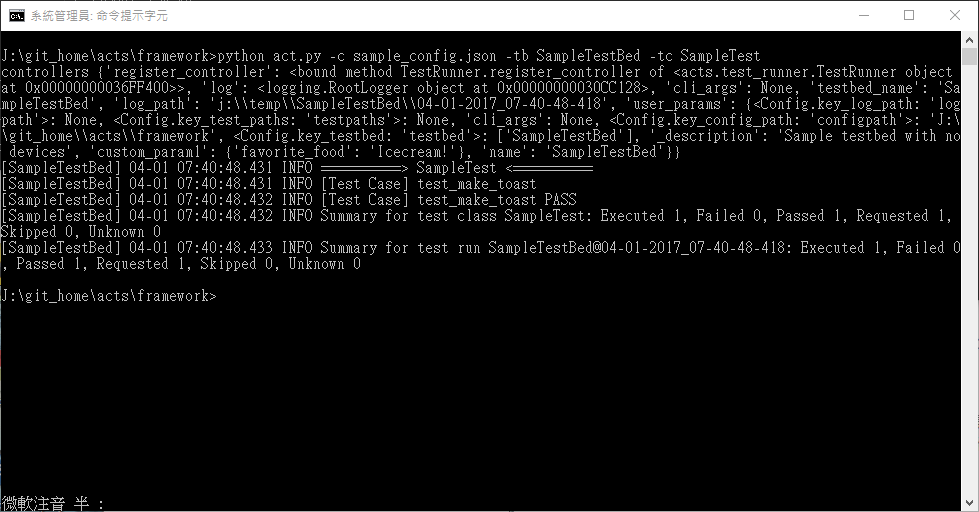 系統管理員: 命令提示字元
J:\git_home\acts\framework>python act.py -c sample_config.json -tb SampleTestBed -tc SampleTest
controllers {'register_controller': <bound method TestRunner.register_controller of <acts.test_runner.TestRunner object
at 0x00000000036FF400>>, 'log': <logging.RootLogger object at 0x00000000030CC128>, 'cli_args': None, 'testbed_name': 'Sa
mpleTestBed', 'log_path': 'j:\\temp\\SampleTestBed\\04-01-2017_07-40-48-418', 'user_params': {<Config.key_log_path: 'log
path'>: None, <Config.key_test_paths: 'testpaths'>: None, 'cli_args': None, <Config.key_config_path: 'configpath'>: 'J:\
\git_home\\acts\\framework', <Config.key_testbed: 'testbed'>: ['SampleTestBed'], '_description': 'Sample testbed with no
 devices', 'custom_param1': {'favorite_food': 'Icecream!'}, 'name': 'SampleTestBed'}}
[SampleTestBed] 04-01 07:40:48.431 INFO ==========> SampleTest <==========
[SampleTestBed] 04-01 07:40:48.431 INFO [Test Case] test_make_toast
[SampleTestBed] 04-01 07:40:48.432 INFO [Test Case] test_make_toast PASS
[SampleTestBed] 04-01 07:40:48.432 INFO Summary for test class SampleTest: Executed 1, Failed 0, Passed 1, Requested 1,
Skipped 0, Unknown 0
[SampleTestBed] 04-01 07:40:48.433 INFO Summary for test run SampleTestBed@04-01-2017_07-40-48-418: Executed 1, Failed 0
, Passed 1, Requested 1, Skipped 0, Unknown 0
J:\git_home\acts\framework>
微軟注音 半 :